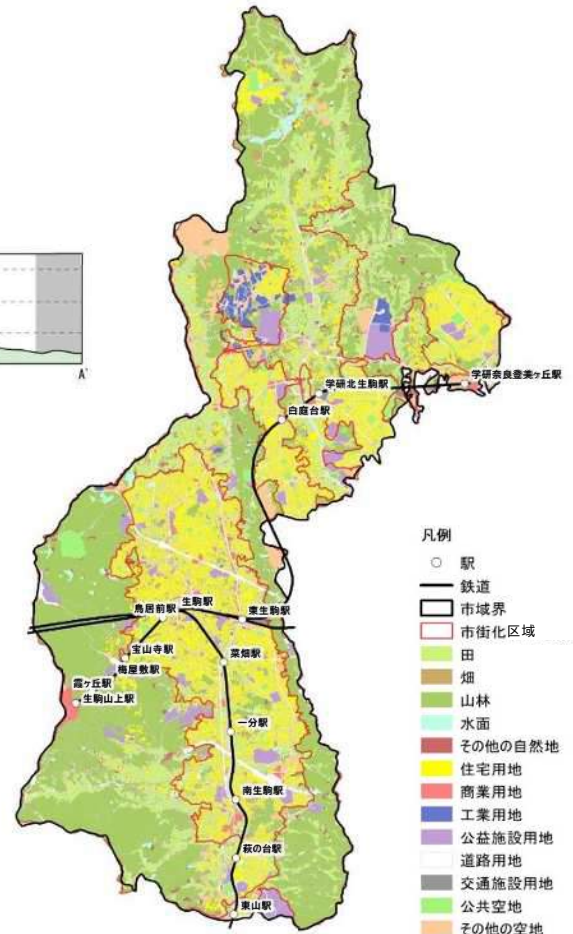 A'
学研奈良登美ヶ丘駅
学研北生駒駅
白庭台駅
生駒駅
鳥居前駅
東生駒駅
宝山寺駅
菜畑駅
梅屋敷駅
霞ヶ丘駅
生駒山上駅
一分駅
南生駒駅
萩の台駅
東山駅
凡例
駅
鉄道
市域界
市街化区域
田
畑
山林
水面
その他の自然地
住宅用地
商業用地
工業用地
公益施設用地
道路用地
交通施設用地
公共空地
その他の空地